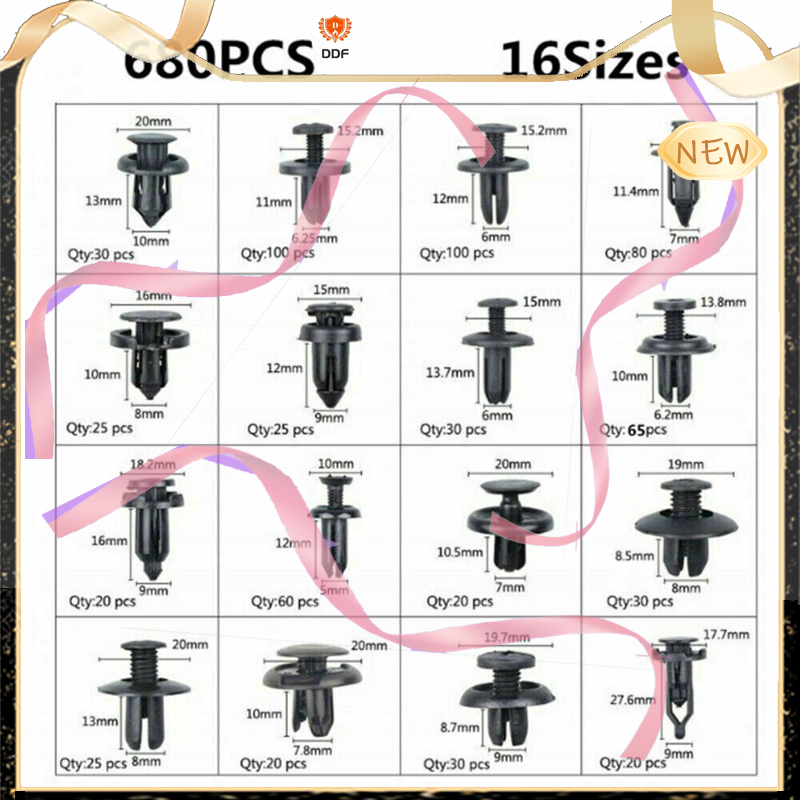 DDF
680PCS 16Sizes
NEW
20mm
13mm
10mm
Qty:30 pcs
15.2mm
11mm
6.25mm
Qty:100 pcs
15.2mm
12mm
6mm
Qty:100 pcs
11.4mm
7mm
Qty:80 pcs
16mm
10mm
8mm
Qty:25 pcs
15mm
12mm
9mm
Qty:25 pcs
15mm
13.7mm
6mm
Qty:30 pcs
13.8mm
10mm
6.2mm
Qty:65pcs
18.2mm
16mm
9mm
Qty:20 pcs
10mm
12mm
5mm
Qty:60 pcs
20mm
10.5mm
7mm
Qty:20 pcs
19mm
8.5mm
8mm
Qty:30 pcs
20mm
13mm
8mm
Qty:25 pcs
20mm
10mm
7.8mm
Qty:20 pcs
19.7mm
8.7mm
9mm
Qty:30 pcs
17.7mm
27.6mm
9mm
Qty:20 pcs